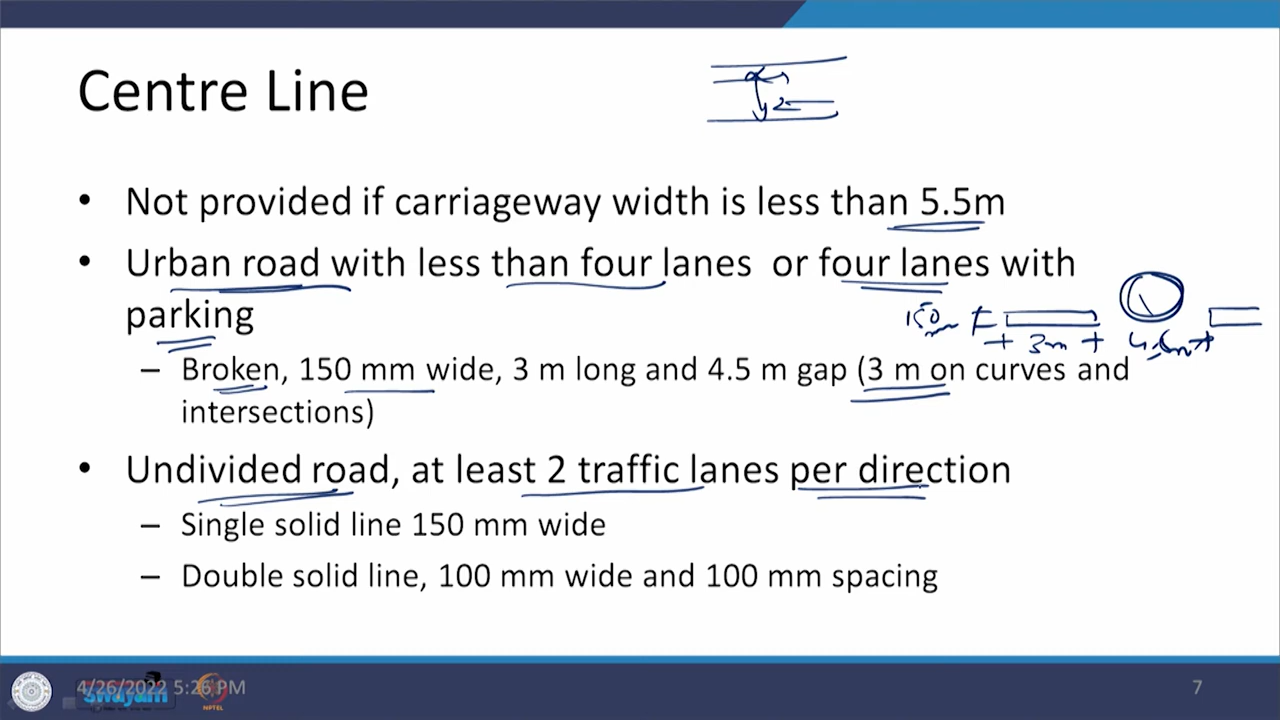 Centre Line
• Not provided if carriageway width is less than 5.5m
• Urban road with less than four lanes or four lanes with
parking
150
3m
– Broken, 150 mm wide, 3 m long and 4.5 m gap (3 m on curves and
intersections)
• Undivided road, at least 2 traffic lanes per direction
– Single solid line 150 mm wide
– Double solid line, 100 mm wide and 100 mm spacing
4/26/2022 5:26 PM
swayam
NPTEL
7